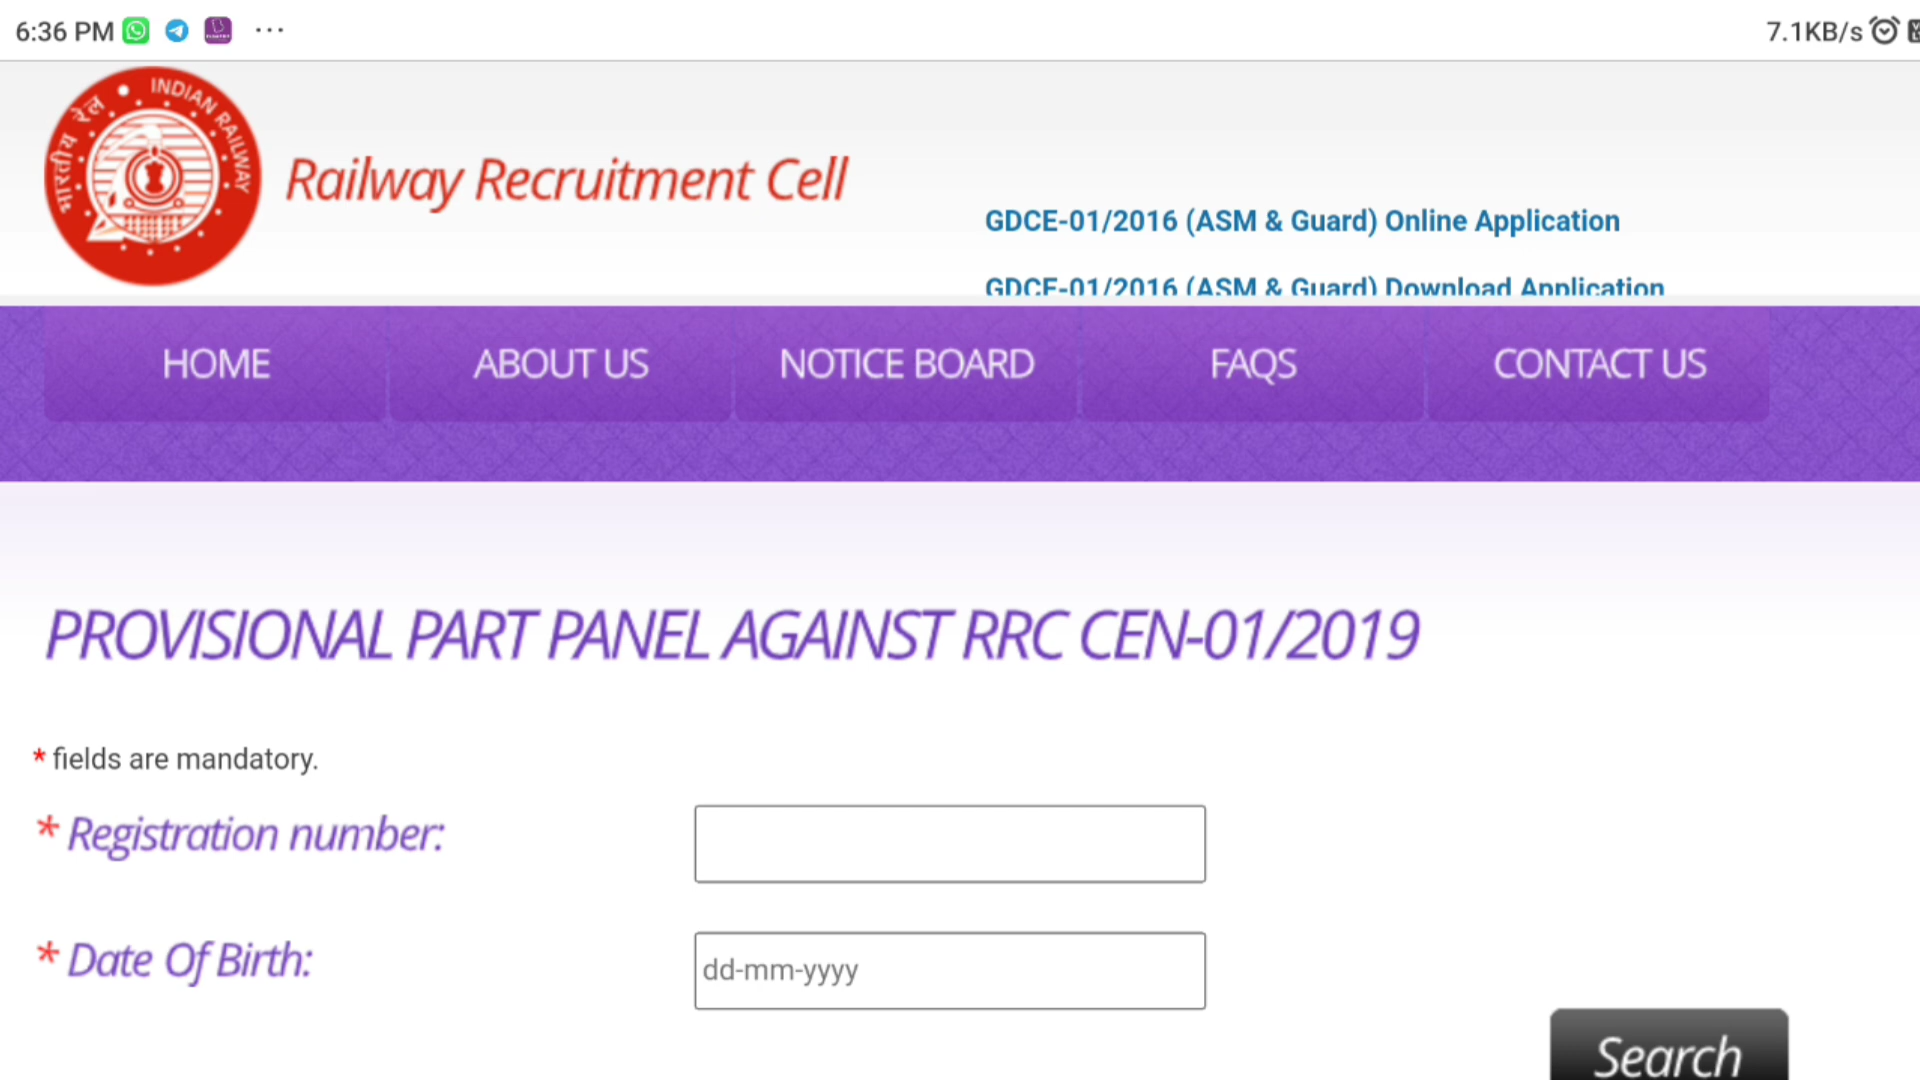 6:36 PM ...
7.1KB/s
भारतीय रेल
INDIAN RAILWAY
Railway Recruitment Cell
GDCE-01/2016 (ASM & Guard) Online Application
GDCE-01/2016 (ASM & Guard) Download Application
HOME ABOUT US NOTICE BOARD FAQS CONTACT US
PROVISIONAL PART PANEL AGAINST RRC CEN-01/2019
* fields are mandatory.
* Registration number:
* Date Of Birth: dd-mm-yyyy
Search